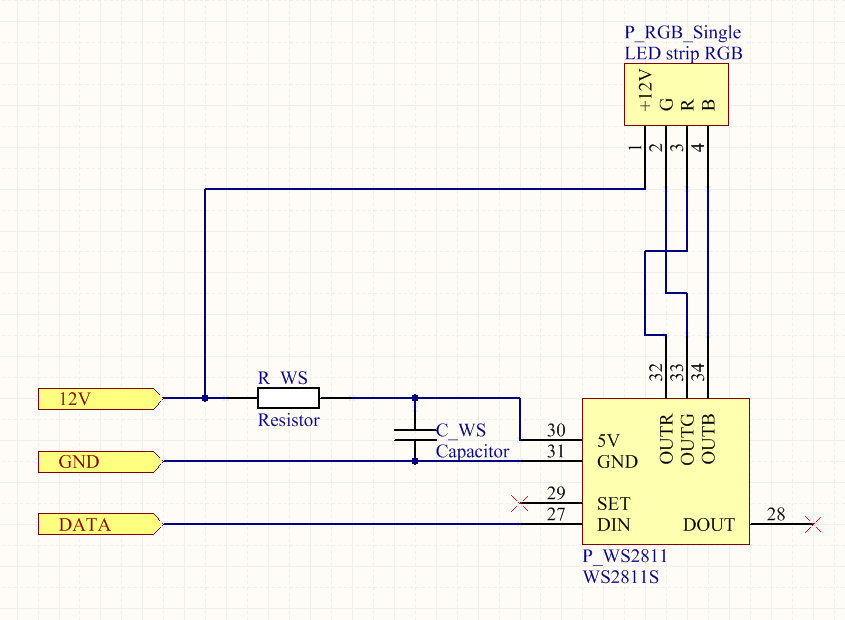 P_RGB_Single
LED strip RGB
+12V
G
R
B
1
2
3
4
32
33
34
R_WS
12V
Resistor
C_WS
Capacitor
30
31
5V
GND
OUTR
OUTG
OUTB
GND
29
27
SET
DIN
DOUT
28
DATA
P_WS2811
WS2811S